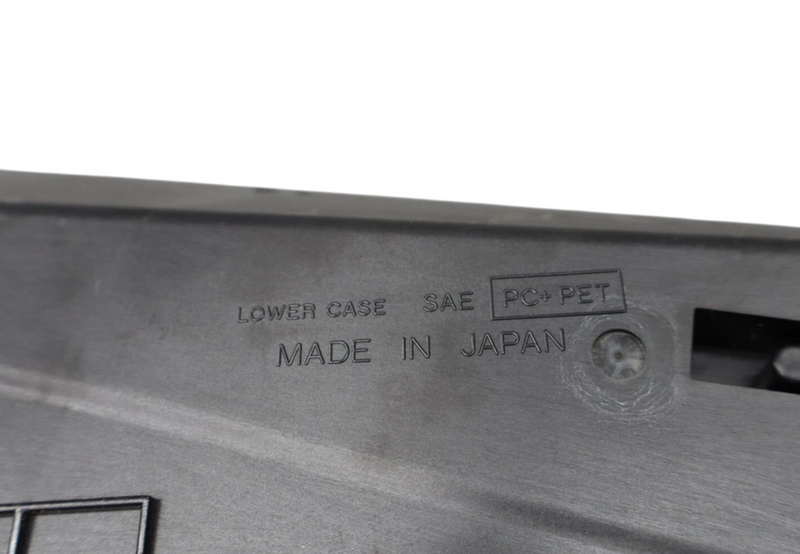 LOWER CASE SAE PC+ PET
MADE IN JAPAN